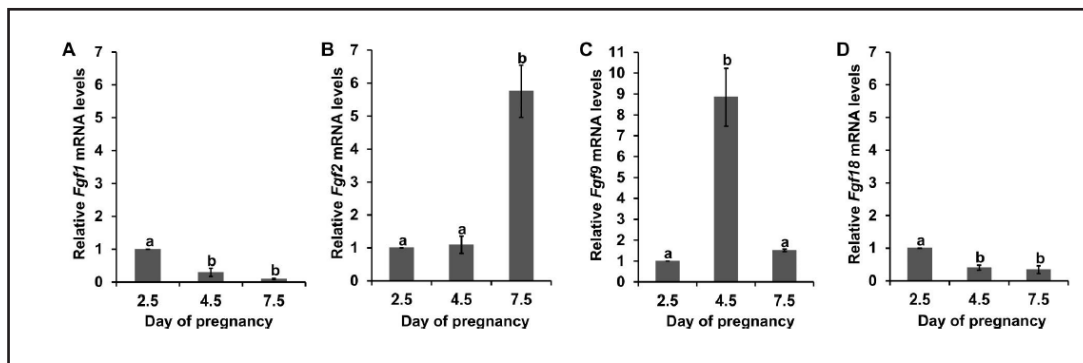 A
Relative Fgf1 mRNA levels
7
6
5
4
3
2
1
0
a
b
b
2.5 4.5 7.5
Day of pregnancy
B
Relative Fgf2 mRNA levels
7
6
5
4
3
2
1
0
a
a
b
2.5 4.5 7.5
Day of pregnancy
C
Relative Fgf9 mRNA levels
11
10
9
8
7
6
5
4
3
2
1
0
a
b
a
2.5 4.5 7.5
Day of pregnancy
D
Relative Fgf18 mRNA levels
7
6
5
4
3
2
1
0
a
b
b
2.5 4.5 7.5
Day of pregnancy